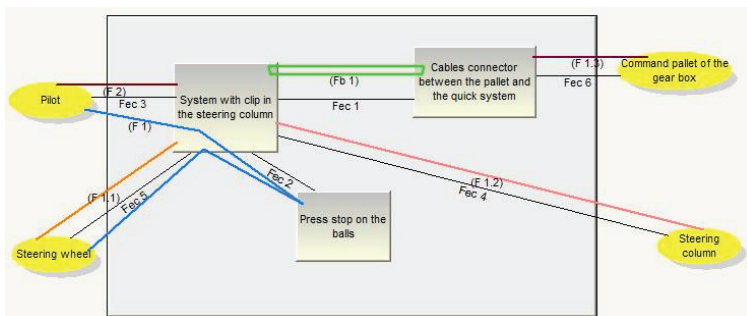 Cables connector
between the pallet and
the quick system
(F 1.3)
Fec 6
Command pallet of the
gear box
(Fb 1)
Fec 1
System with clip in
the steering column
Pilot
(F 2)
Fec 3
(F 1)
Fec 2
(F 1.2)
Fec 4
(F 1.1)
Fec 5
Press stop on the
balls
Steering wheel
Steering
column